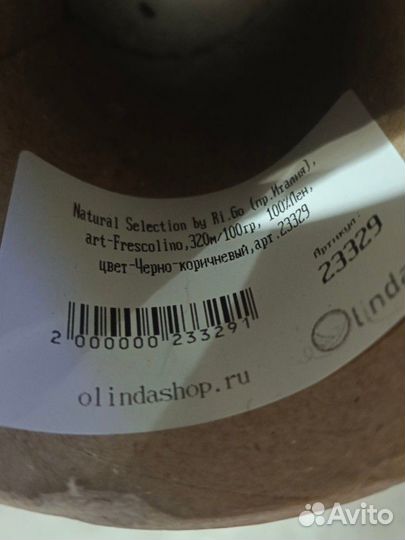 Natural Selection by Ri.Go (пр.Италия),
art-Frescolino,320м/100гр, 100%Лен,
цвет-Черно-коричневый,арт.23329
2 000000 233291
olindashop.ru
Артикул:
23329
Olinda
Avito